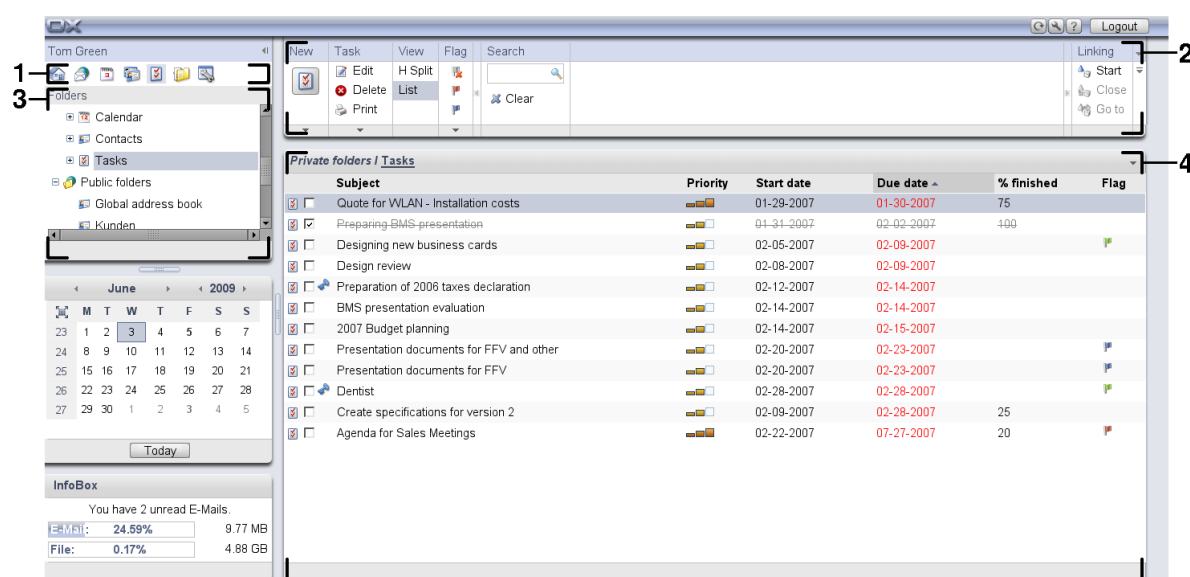 OX
Logout
Tom Green
New Task View Flag Search Linking
1
2
3
4
Edit H Split Start
Delete List Close
Print Clear Go to
Folders
Calendar
Contacts
Tasks
Public folders
Global address book
Kunden
Private folders / Tasks
Subject Priority Start date Due date % finished Flag
Quote for WLAN - Installation costs 01-29-2007 01-30-2007 75
Preparing BMS presentation 01-31-2007 02-02-2007 100
Designing new business cards 02-05-2007 02-09-2007
Design review 02-08-2007 02-09-2007
Preparation of 2006 taxes declaration 02-12-2007 02-14-2007
BMS presentation evaluation 02-14-2007 02-14-2007
2007 Budget planning 02-14-2007 02-15-2007
Presentation documents for FFV and other 02-20-2007 02-23-2007
Presentation documents for FFV 02-20-2007 02-23-2007
Dentist 02-28-2007 02-28-2007
Create specifications for version 2 02-09-2007 02-28-2007 25
Agenda for Sales Meetings 02-22-2007 07-27-2007 20
June 2009
M T W T F S S
23 1 2 3 4 5 6 7
24 8 9 10 11 12 13 14
25 15 16 17 18 19 20 21
26 22 23 24 25 26 27 28
27 29 30 1 2 3 4 5
Today
InfoBox
You have 2 unread E-Mails.
E-Mail: 24.59% 9.77 MB
File: 0.17% 4.88 GB